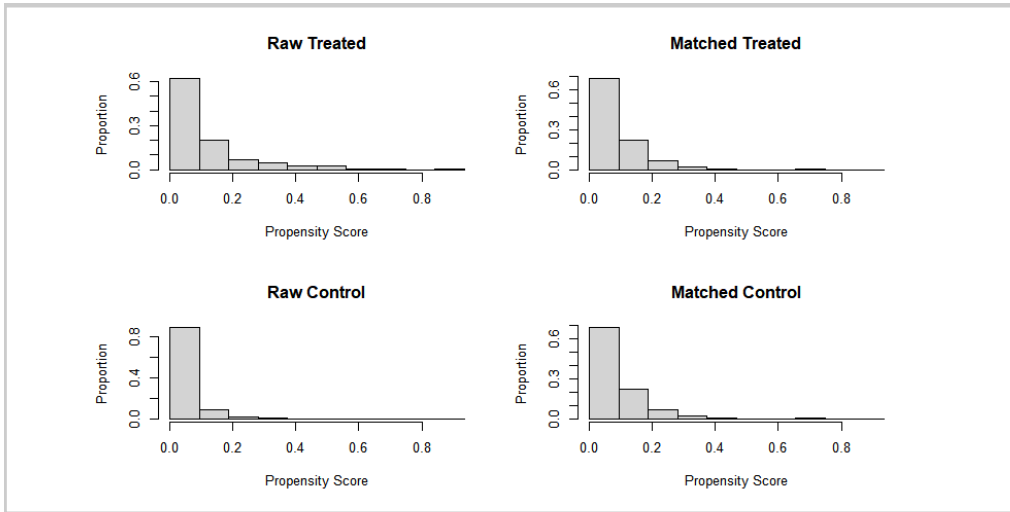 Raw Treated
Proportion
0.0 0.3 0.6
0.0 0.2 0.4 0.6 0.8
Propensity Score
Matched Treated
Proportion
0.0 0.3 0.6
0.0 0.2 0.4 0.6 0.8
Propensity Score
Raw Control
Proportion
0.0 0.4 0.8
0.0 0.2 0.4 0.6 0.8
Propensity Score
Matched Control
Proportion
0.0 0.3 0.6
0.0 0.2 0.4 0.6 0.8
Propensity Score